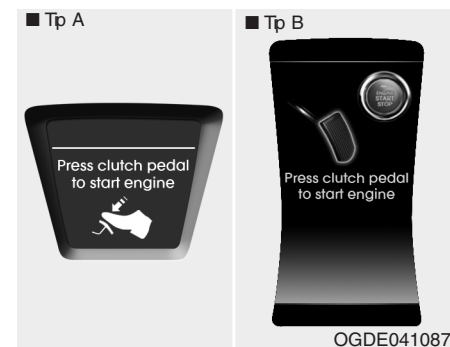 ■ Tip A
Press clutch pedal
to start engine
■ Tip B
ENGINE
START
STOP
Press clutch pedal
to start engine
OGDE041087